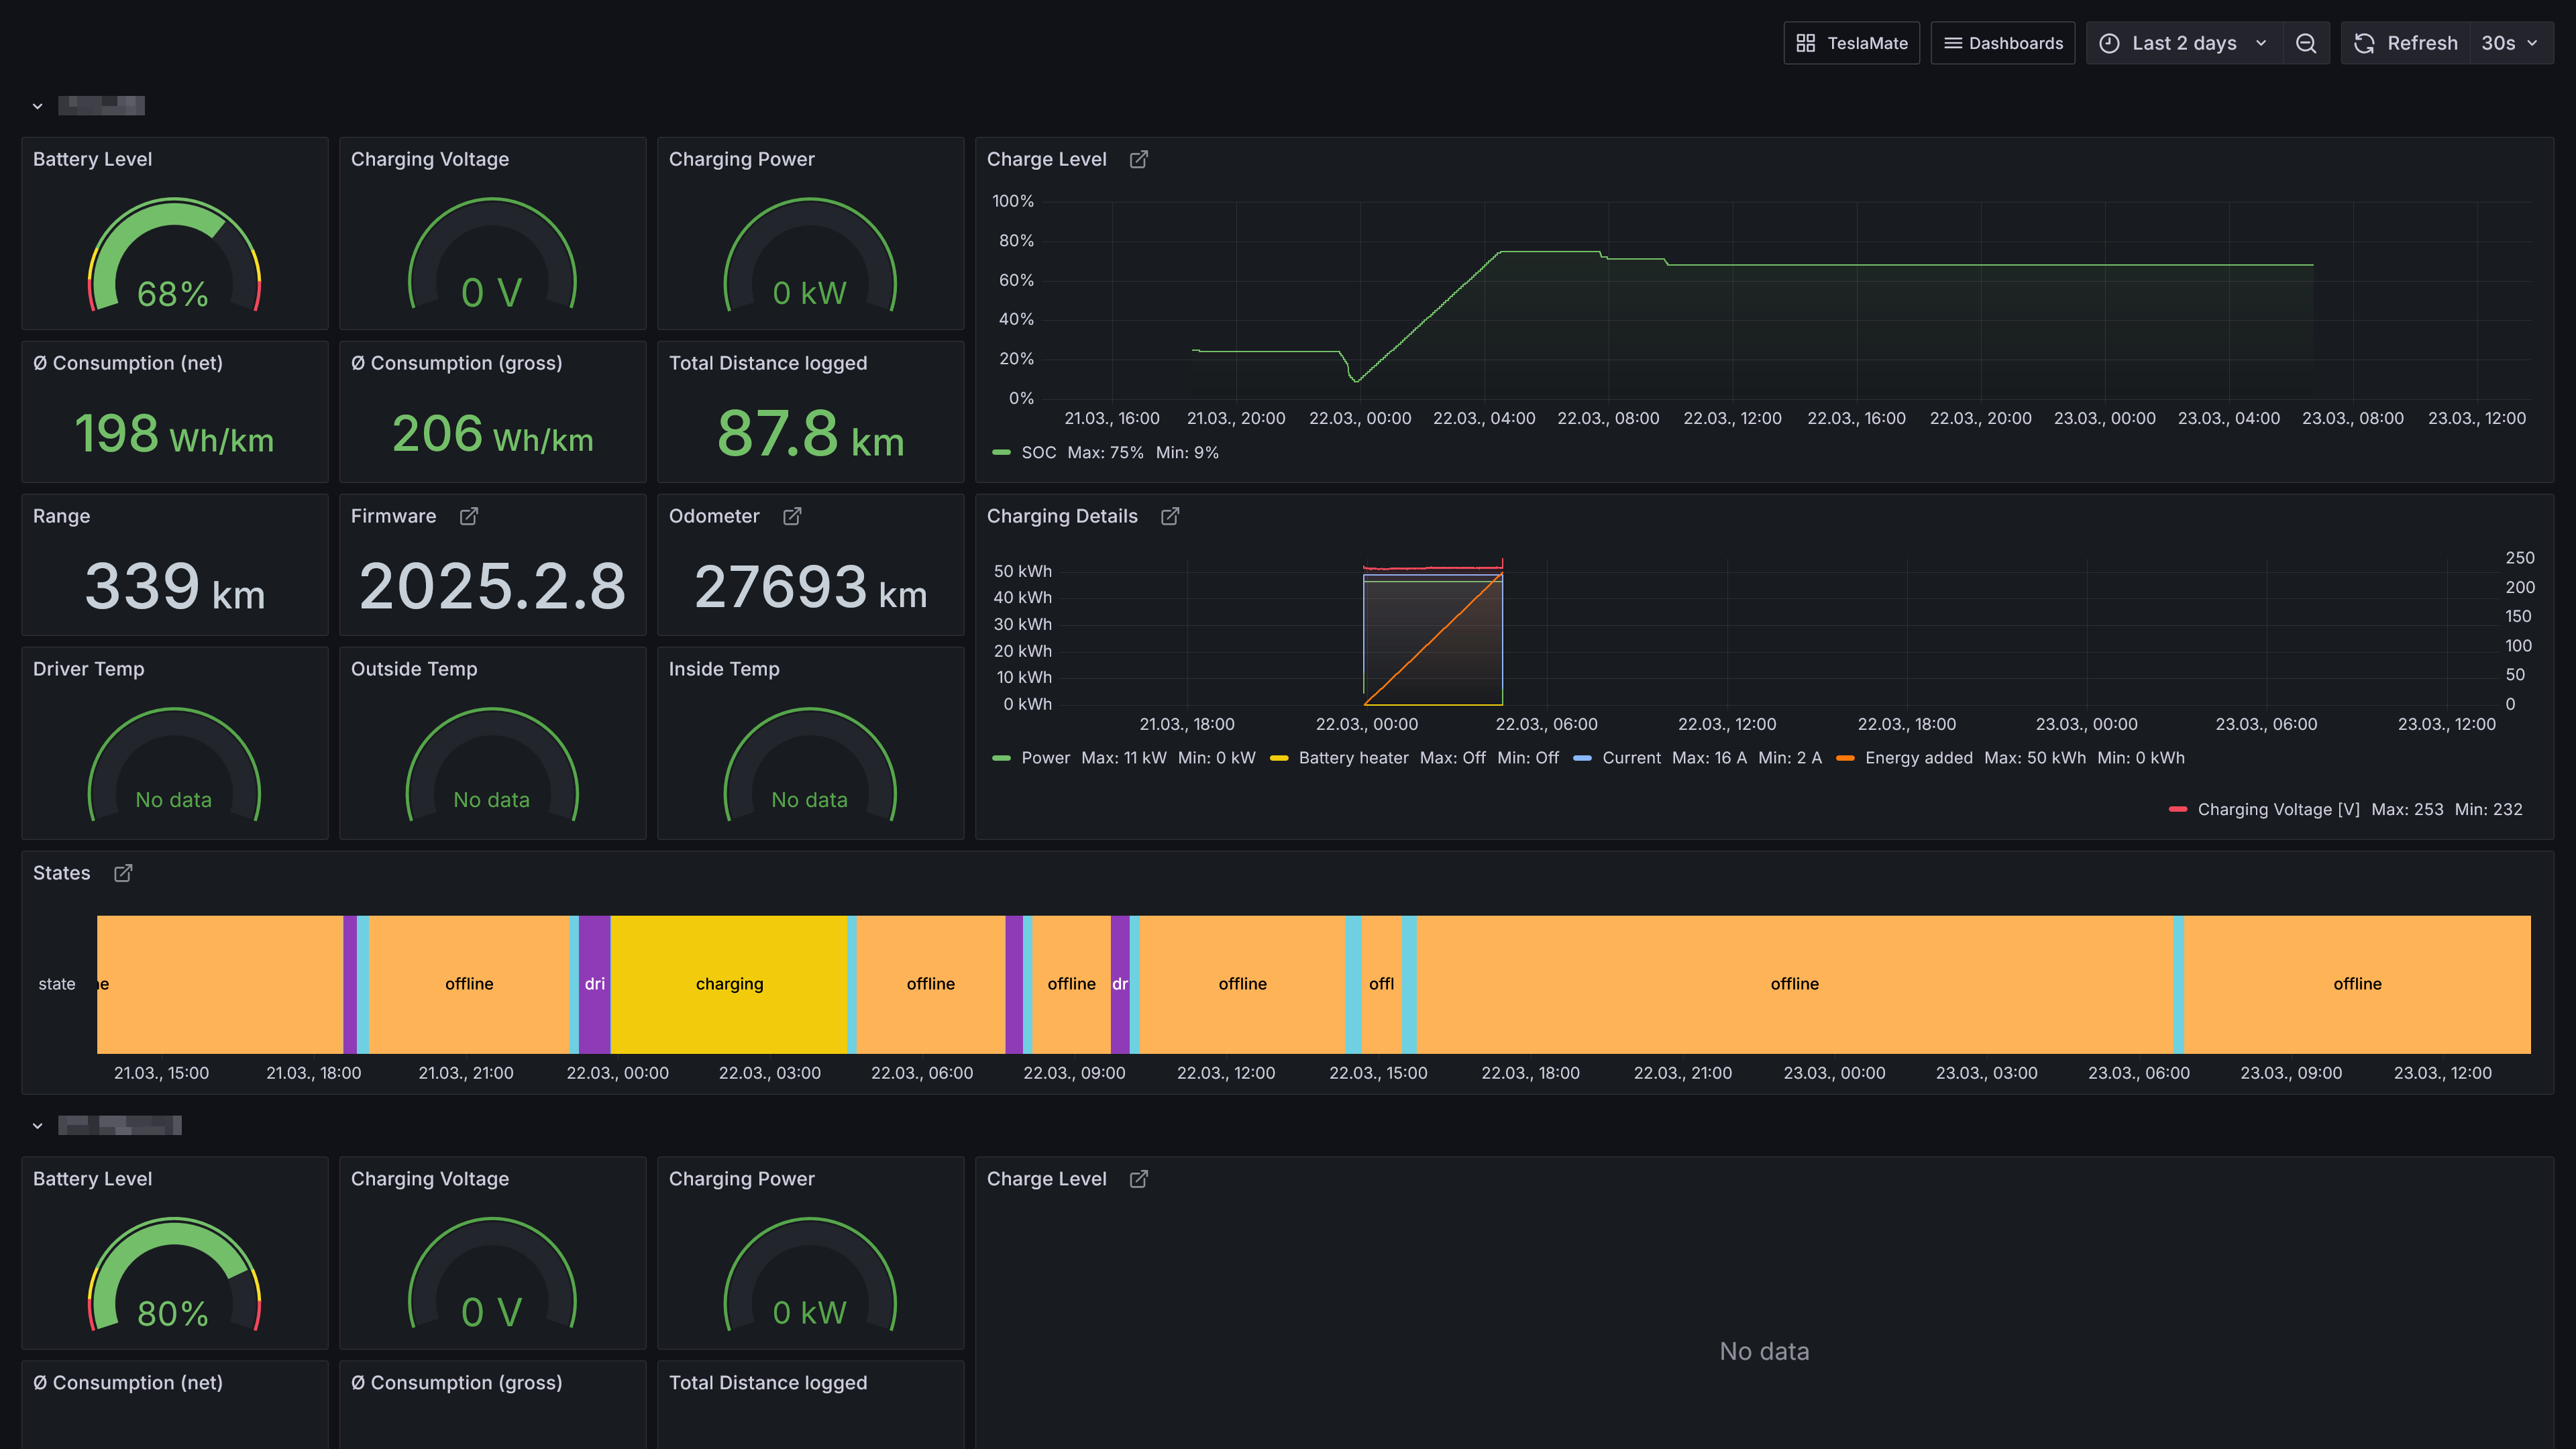 TeslaMate Dashboards Last 2 days Refresh 30s
Battery Level
68%
Charging Voltage
0 V
Charging Power
0 kW
Charge Level
100%
80%
60%
40%
20%
0%
21.03., 16:00 21.03., 20:00 22.03., 00:00 22.03., 04:00 22.03., 08:00 22.03., 12:00 22.03., 16:00 22.03., 20:00 23.03., 00:00 23.03., 04:00 23.03., 08:00 23.03., 12:00
SOC Max: 75% Min: 9%
Ø Consumption (net)
198 Wh/km
Ø Consumption (gross)
206 Wh/km
Total Distance logged
87.8 km
Range
339 km
Firmware
2025.2.8
Odometer
27693 km
Charging Details
50 kWh
40 kWh
30 kWh
20 kWh
10 kWh
0 kWh
250
200
150
100
50
0
21.03., 18:00 22.03., 00:00 22.03., 06:00 22.03., 12:00 22.03., 18:00 23.03., 00:00 23.03., 06:00 23.03., 12:00
Power Max: 11 kW Min: 0 kW Battery heater Max: Off Min: Off Current Max: 16 A Min: 2 A Energy added Max: 50 kWh Min: 0 kWh
Charging Voltage [V] Max: 253 Min: 232
Driver Temp
No data
Outside Temp
No data
Inside Temp
No data
States
state e offline dri charging offline offline dr offline offl offline offline
21.03., 15:00 21.03., 18:00 21.03., 21:00 22.03., 00:00 22.03., 03:00 22.03., 06:00 22.03., 09:00 22.03., 12:00 22.03., 15:00 22.03., 18:00 22.03., 21:00 23.03., 00:00 23.03., 03:00 23.03., 06:00 23.03., 09:00 23.03., 12:00
Battery Level
80%
Charging Voltage
0 V
Charging Power
0 kW
Charge Level
No data
Ø Consumption (net)
Ø Consumption (gross)
Total Distance logged